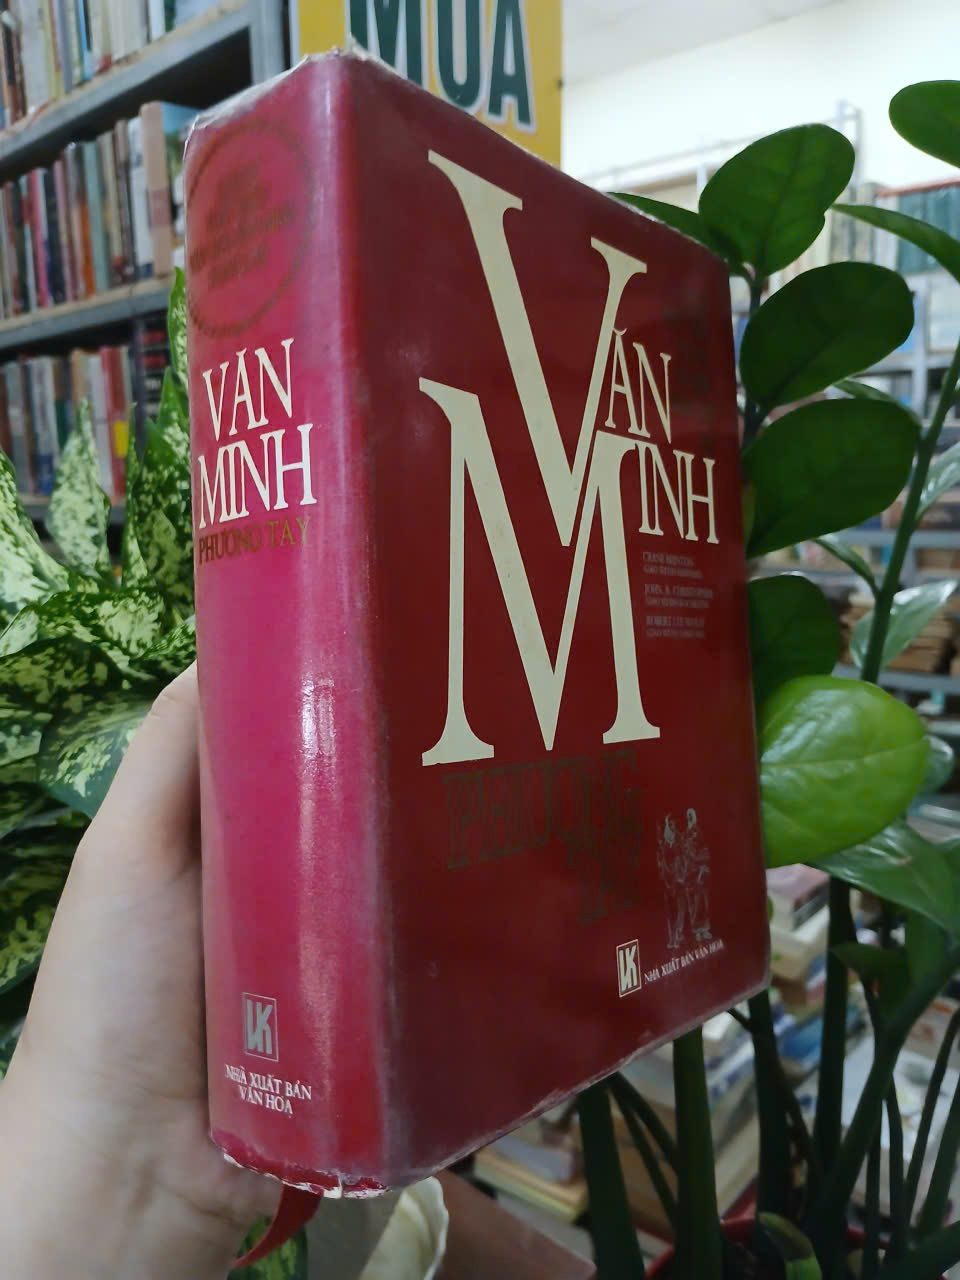 MUA
VĂN
MINH
PHƯƠNG TÂY
NHÀ XUẤT BẢN
VĂN HOÁ
VĂN
MINH
CRANE BRINTON
JOHN. B. CHRISTOPHER
ROBERT LEE WOLFF
PHƯƠNG
TÂY
NHÀ XUẤT BẢN VĂN HOÁ